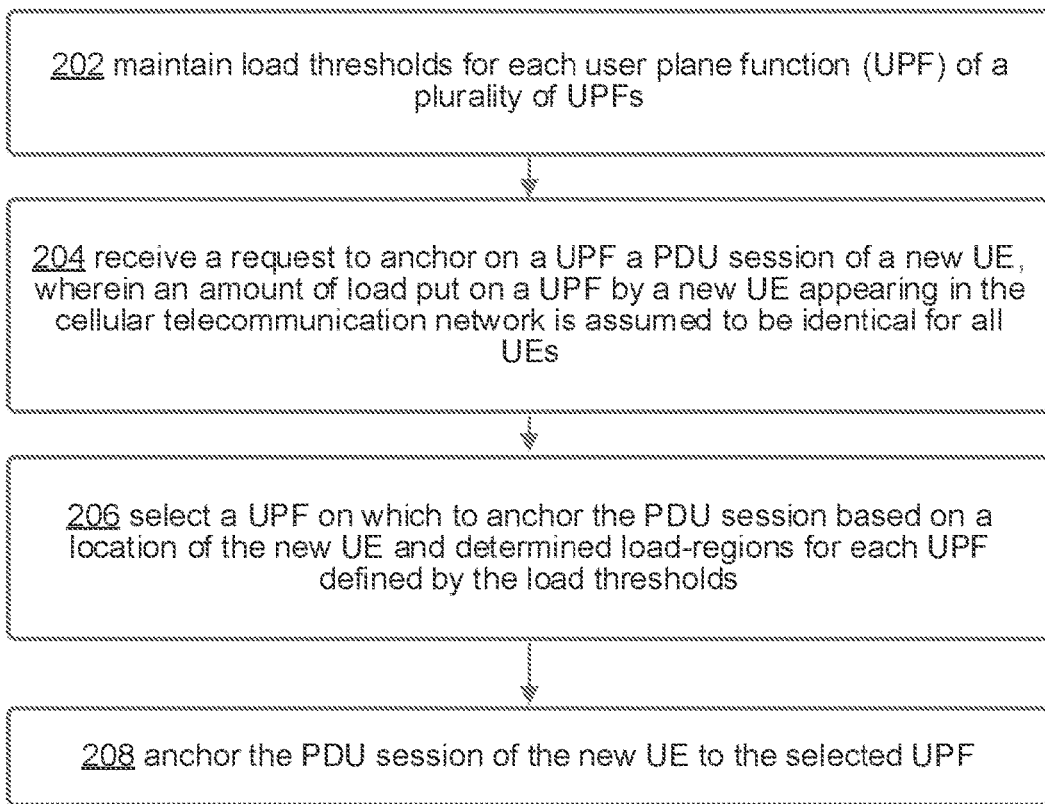 202 maintain load thresholds for each user plane function (UPF) of a
plurality of UPFs
204 receive a request to anchor on a UPF a PDU session of a new UE,
wherein an amount of load put on a UPF by a new UE appearing in the
cellular telecommunication network is assumed to be identical for all
UEs
206 select a UPF on which to anchor the PDU session based on a
location of the new UE and determined load-regions for each UPF
defined by the load thresholds
208 anchor the PDU session of the new UE to the selected UPF